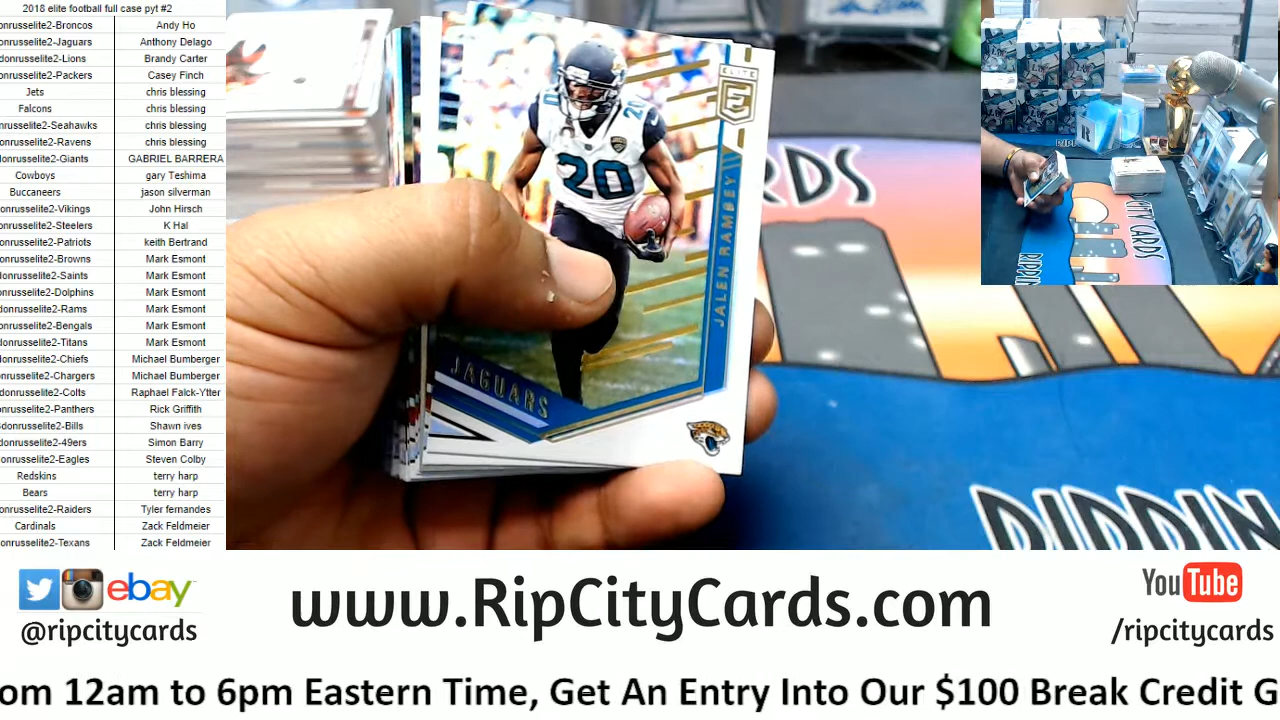 2018 elite football full case pyt #2
onrusselite2-Broncos Andy Ho
onrusselite2-Jaguars Anthony Delago
donrusselite2-Lions Brandy Carter
onrusselite2-Packers Casey Finch
Jets chris blessing
Falcons chris blessing
nrusselite2-Seahawks chris blessing
onrusselite2-Ravens chris blessing
onrusselite2-Giants GABRIEL BARRERA
Cowboys gary Teshima
Buccaneers jason silverman
onrusselite2-Vikings John Hirsch
onrusselite2-Steelers K Hal
onrusselite2-Patriots keith Bertrand
onrusselite2-Browns Mark Esmont
donrusselite2-Saints Mark Esmont
onrusselite2-Dolphins Mark Esmont
donrusselite2-Rams Mark Esmont
onrusselite2-Bengals Mark Esmont
donrusselite2-Titans Mark Esmont
donrusselite2-Chiefs Michael Bumberger
onrusselite2-Chargers Michael Bumberger
donrusselite2-Colts Raphael Falck-Ytter
onrusselite2-Panthers Rick Griffith
donrusselite2-Bills Shawn ives
donrusselite2-49ers Simon Barry
onrusselite2-Eagles Steven Colby
Redskins terry harp
Bears terry harp
onrusselite2-Raiders Tyler fernandes
Cardinals Zack Feldmeier
onrusselite2-Texans Zack Feldmeier
ELITE
E
20
20
JALEN RAMSEY
JAGUARS
RDS
RIPPIN
CITY CARDS
RIPPIN
ebay
@ripcitycards
www.RipCityCards.com
YouTube
/ripcitycards
om 12am to 6pm Eastern Time, Get An Entry Into Our $100 Break Credit G